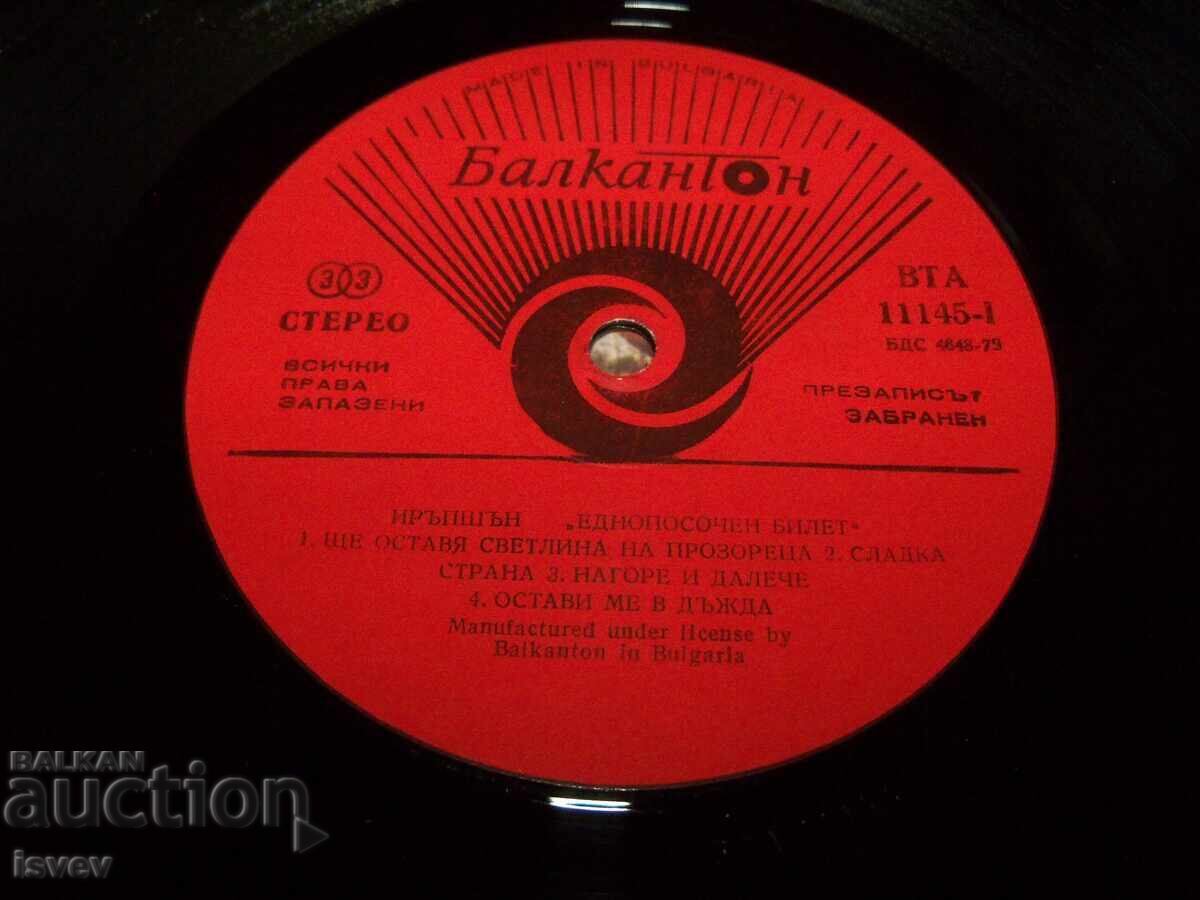 MADE IN BULGARIA
Балкантон
33
СТЕРЕО
ВСИЧКИ
ПРАВА
ЗАПАЗЕНИ
ВТА
11145-I
БДС 4648-79
ПРЕЗАПИСЪТ
ЗАБРАНЕН
ИРЪПШЪН „ЕДНОПОСОЧЕН БИЛЕТ“
1. ЩЕ ОСТАВЯ СВЕТЛИНА НА ПРОЗОРЕЦА 2. СЛАДКА
СТРАНА 3. НАГОРЕ И ДАЛЕЧЕ
4. ОСТАВИ МЕ В ДЪЖДА
Manufactured under license by
Balkanton in Bulgaria
BALKAN
auction
isvev